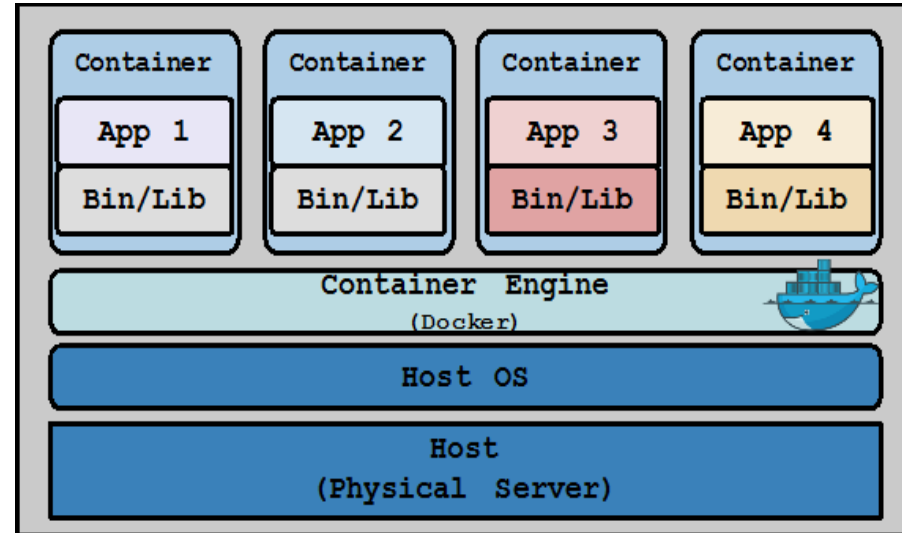 Container Container Container Container
App 1 App 2 App 3 App 4
Bin/Lib Bin/Lib Bin/Lib Bin/Lib
Container Engine
(Docker)
Host OS
Host
(Physical Server)